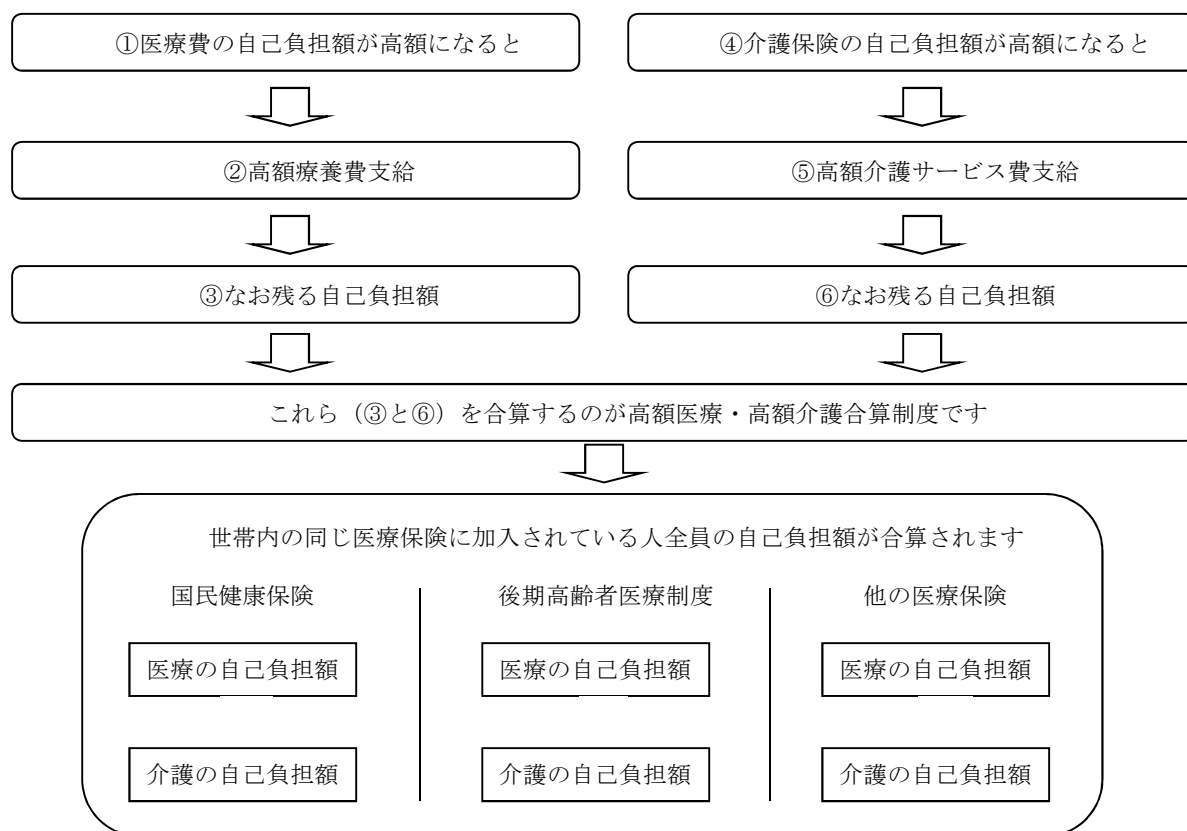 ①医療費の自己負担額が高額になると
④介護保険の自己負担額が高額になると
②高額療養費支給
⑤高額介護サービス費支給
③なお残る自己負担額
⑥なお残る自己負担額
これら（③と⑥）を合算するのが高額医療・高額介護合算制度です
世帯内の同じ医療保険に加入されている人全員の自己負担額が合算されます
国民健康保険
後期高齢者医療制度
他の医療保険
医療の自己負担額
医療の自己負担額
医療の自己負担額
介護の自己負担額
介護の自己負担額
介護の自己負担額